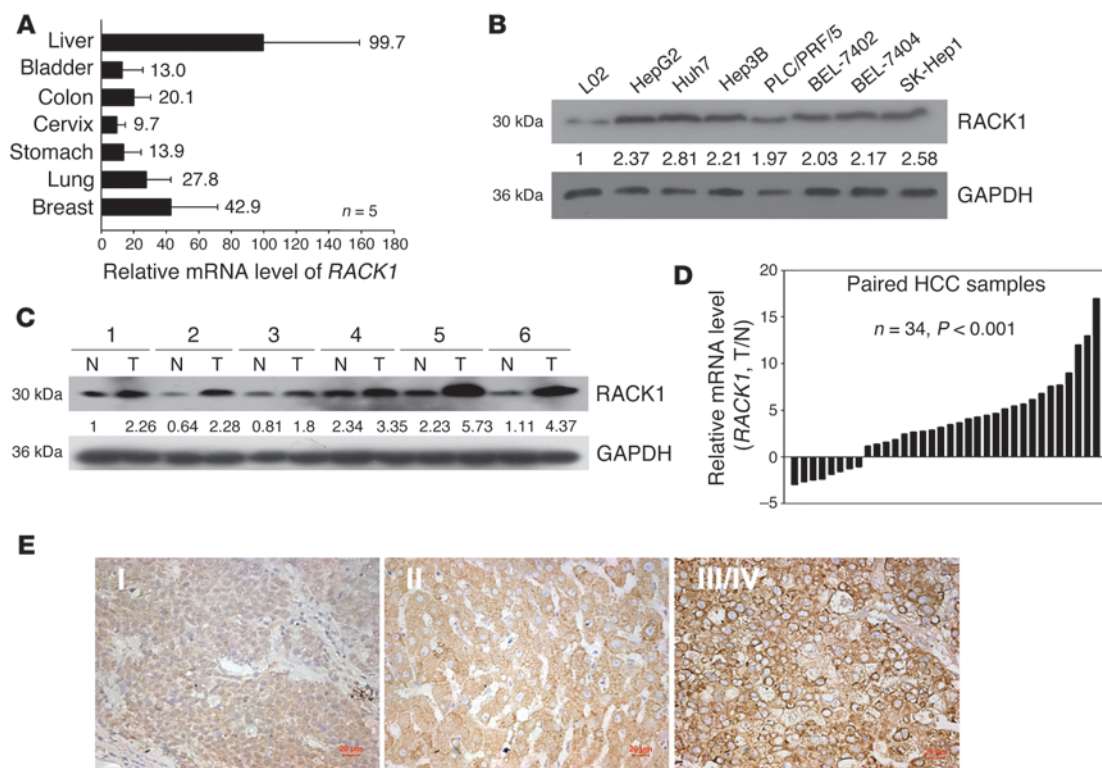 A
Liver
99.7
Bladder
13.0
Colon
20.1
Cervix
9.7
Stomach
13.9
Lung
27.8
Breast
42.9
n = 5
0 20 40 60 80 100 120 140 160 180
Relative mRNA level of RACK1
B
L02 HepG2 Huh7 Hep3B PLC/PRF/5 BEL-7402 BEL-7404 SK-Hep1
30 kDa RACK1
1 2.37 2.81 2.21 1.97 2.03 2.17 2.58
36 kDa GAPDH
C
1 2 3 4 5 6
N T N T N T N T N T N T
30 kDa RACK1
1 2.26 0.64 2.28 0.81 1.8 2.34 3.35 2.23 5.73 1.11 4.37
36 kDa GAPDH
D
Relative mRNA level
(RACK1, T/N)
20
15
10
5
0
–5
Paired HCC samples
n = 34, P < 0.001
E
I II III/IV
20 μm 20 μm 20 μm